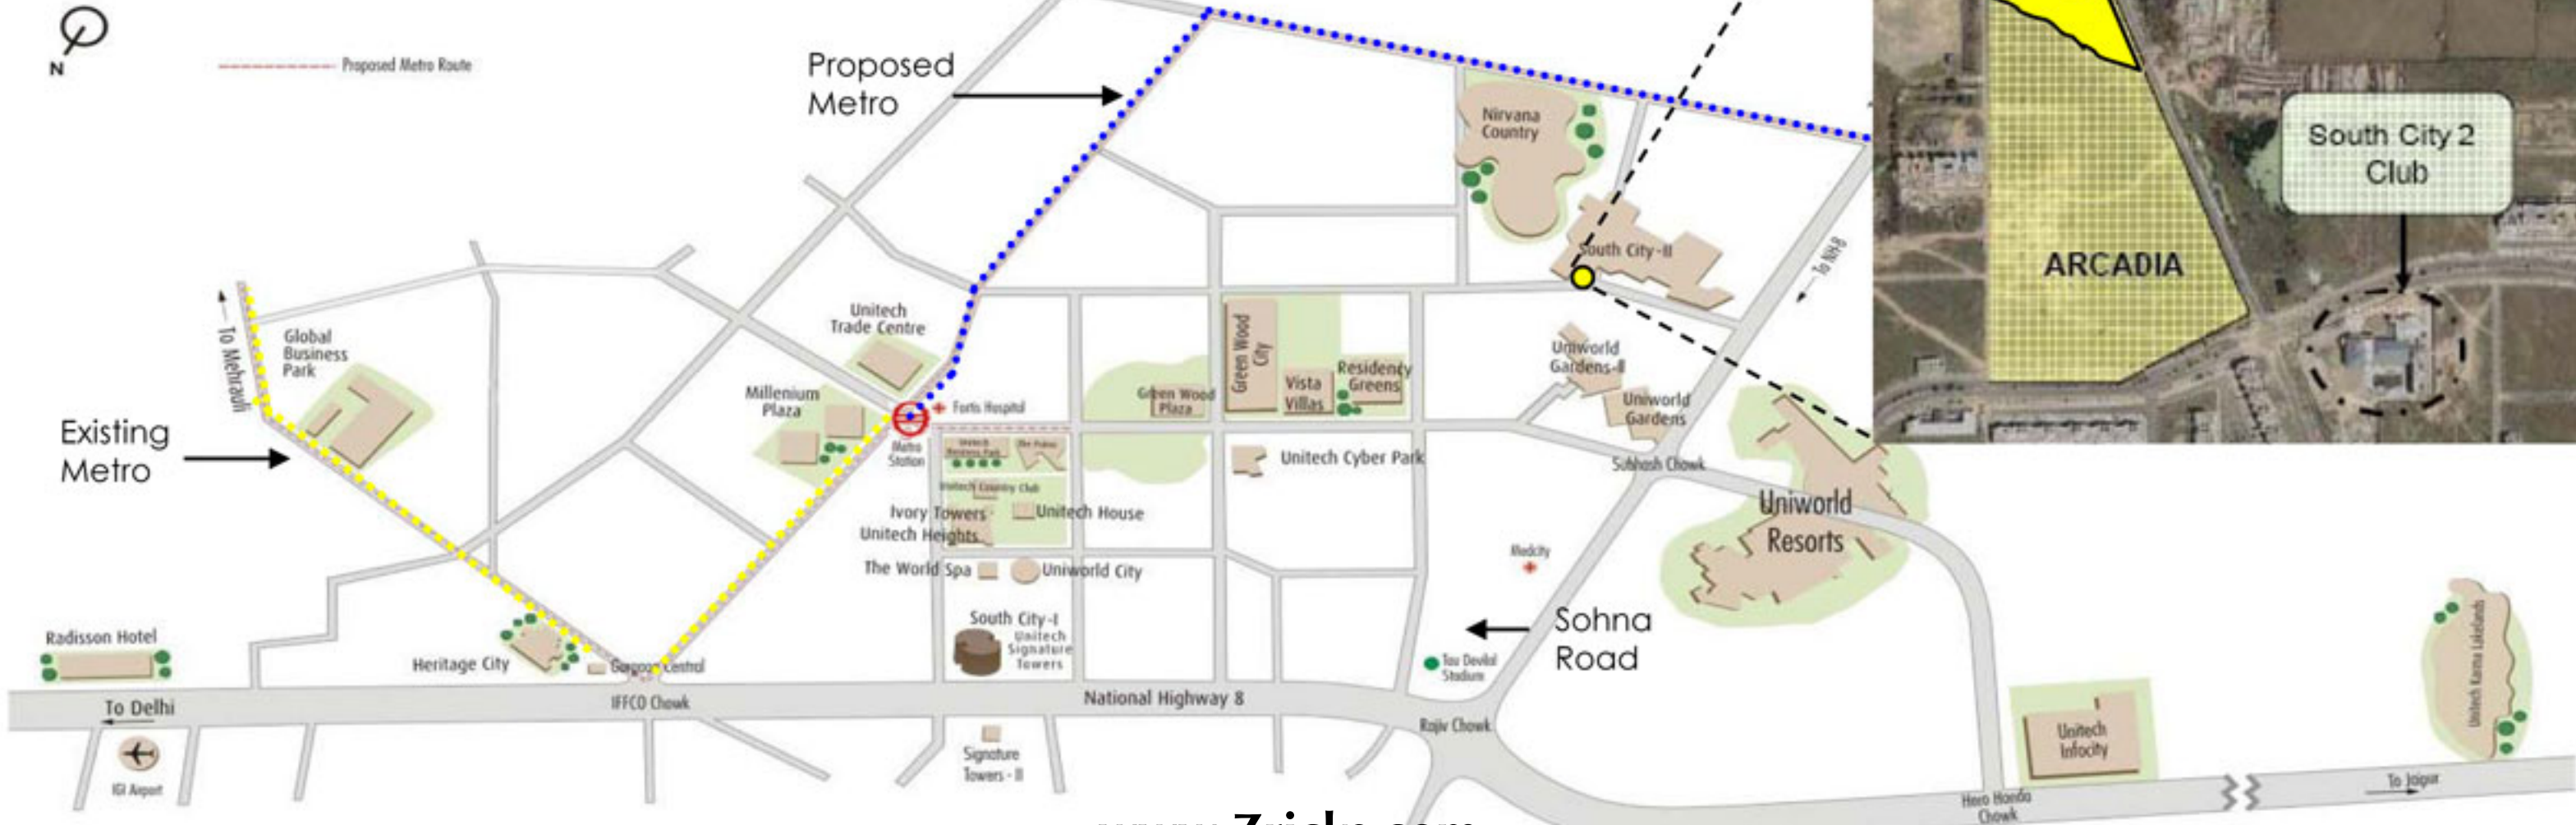 N
Proposed Metro Route
Proposed
Metro
Nirvana
Country
South City 2
Club
South City-II
To NH-8
ARCADIA
To Mehrauli
Global
Business
Park
Unitech
Trade Centre
Millenium
Plaza
Fortis Hospital
Metro
Station
Green Wood
Plaza
Green Wood
City
Vista
Villas
Residency
Greens
Uniworld
Gardens-II
Uniworld
Gardens
Existing
Metro
Unitech
Business Park
The Palms
Unitech Country Club
Ivory Towers
Unitech House
Unitech Heights
Unitech Cyber Park
Subhash Chowk
Uniworld
Resorts
The World Spa
Uniworld City
Medcity
South City-I
Unitech
Signature
Towers
Sohna
Road
Tau Devilal
Stadium
Radisson Hotel
Heritage City
Gurgaon Central
Unitech Karma Lakelands
To Delhi
IFFCO Chowk
National Highway 8
Rajiv Chowk
Signature
Towers - II
IGI Airport
Unitech
Infocity
Hero Honda
Chowk
To Jaipur